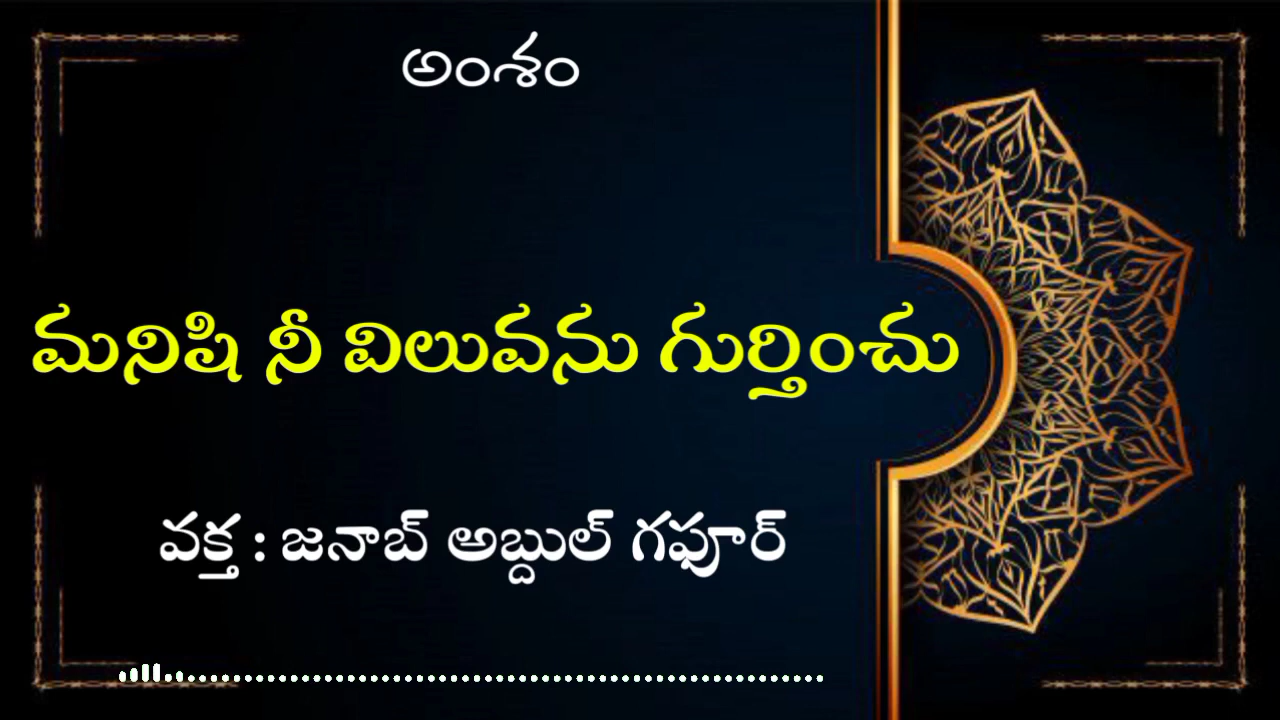 అంశం
మనిషి నీ విలువను గుర్తించు
వక్త : జనాబ్ అబ్దుల్ గఫూర్